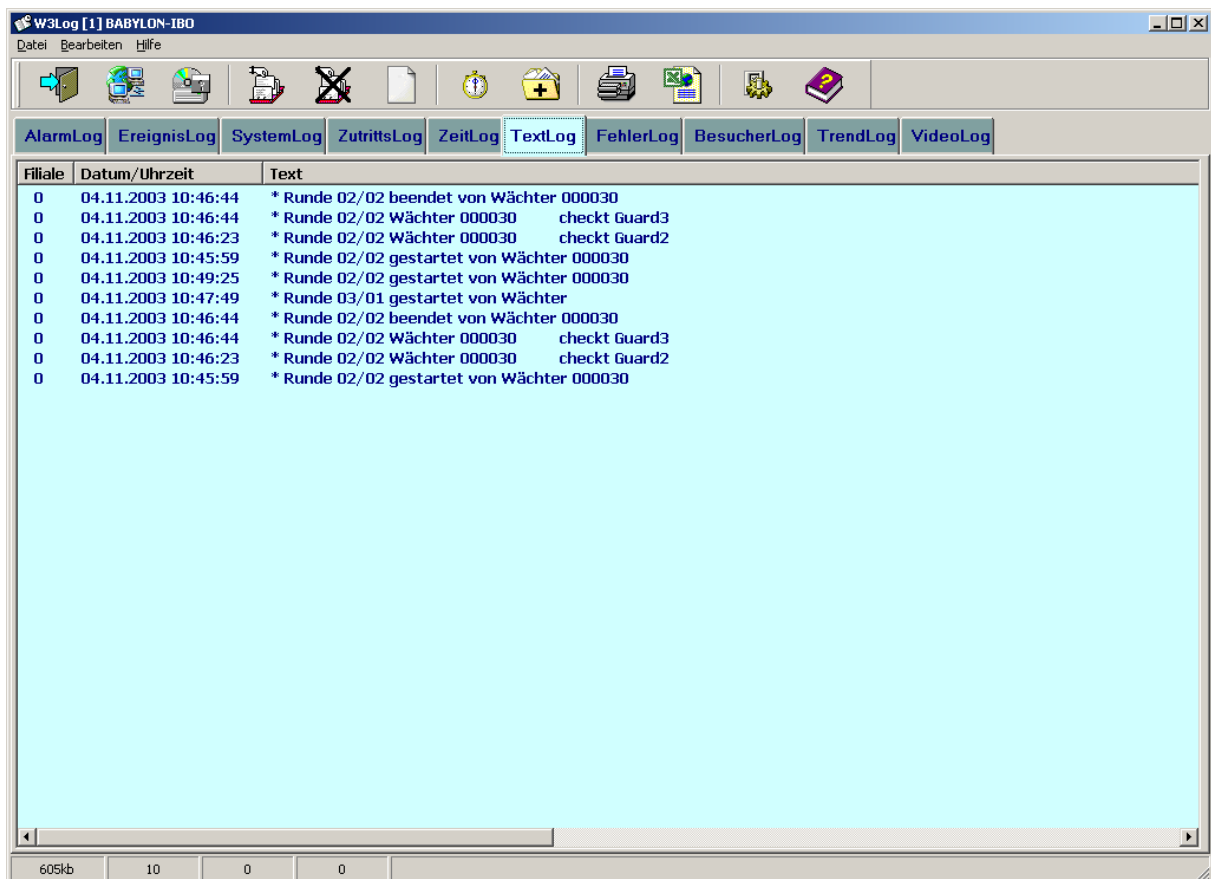 W3Log [1] BABYLON-IBO
Datei Bearbeiten Hilfe
AlarmLog EreignisLog SystemLog ZutrittsLog ZeitLog TextLog FehlerLog BesucherLog TrendLog VideoLog
Filiale Datum/Uhrzeit Text
0 04.11.2003 10:46:44 * Runde 02/02 beendet von Wächter 000030
0 04.11.2003 10:46:44 * Runde 02/02 Wächter 000030 checkt Guard3
0 04.11.2003 10:46:23 * Runde 02/02 Wächter 000030 checkt Guard2
0 04.11.2003 10:45:59 * Runde 02/02 gestartet von Wächter 000030
0 04.11.2003 10:49:25 * Runde 02/02 gestartet von Wächter 000030
0 04.11.2003 10:47:49 * Runde 03/01 gestartet von Wächter
0 04.11.2003 10:46:44 * Runde 02/02 beendet von Wächter 000030
0 04.11.2003 10:46:44 * Runde 02/02 Wächter 000030 checkt Guard3
0 04.11.2003 10:46:23 * Runde 02/02 Wächter 000030 checkt Guard2
0 04.11.2003 10:45:59 * Runde 02/02 gestartet von Wächter 000030
605kb 10 0 0